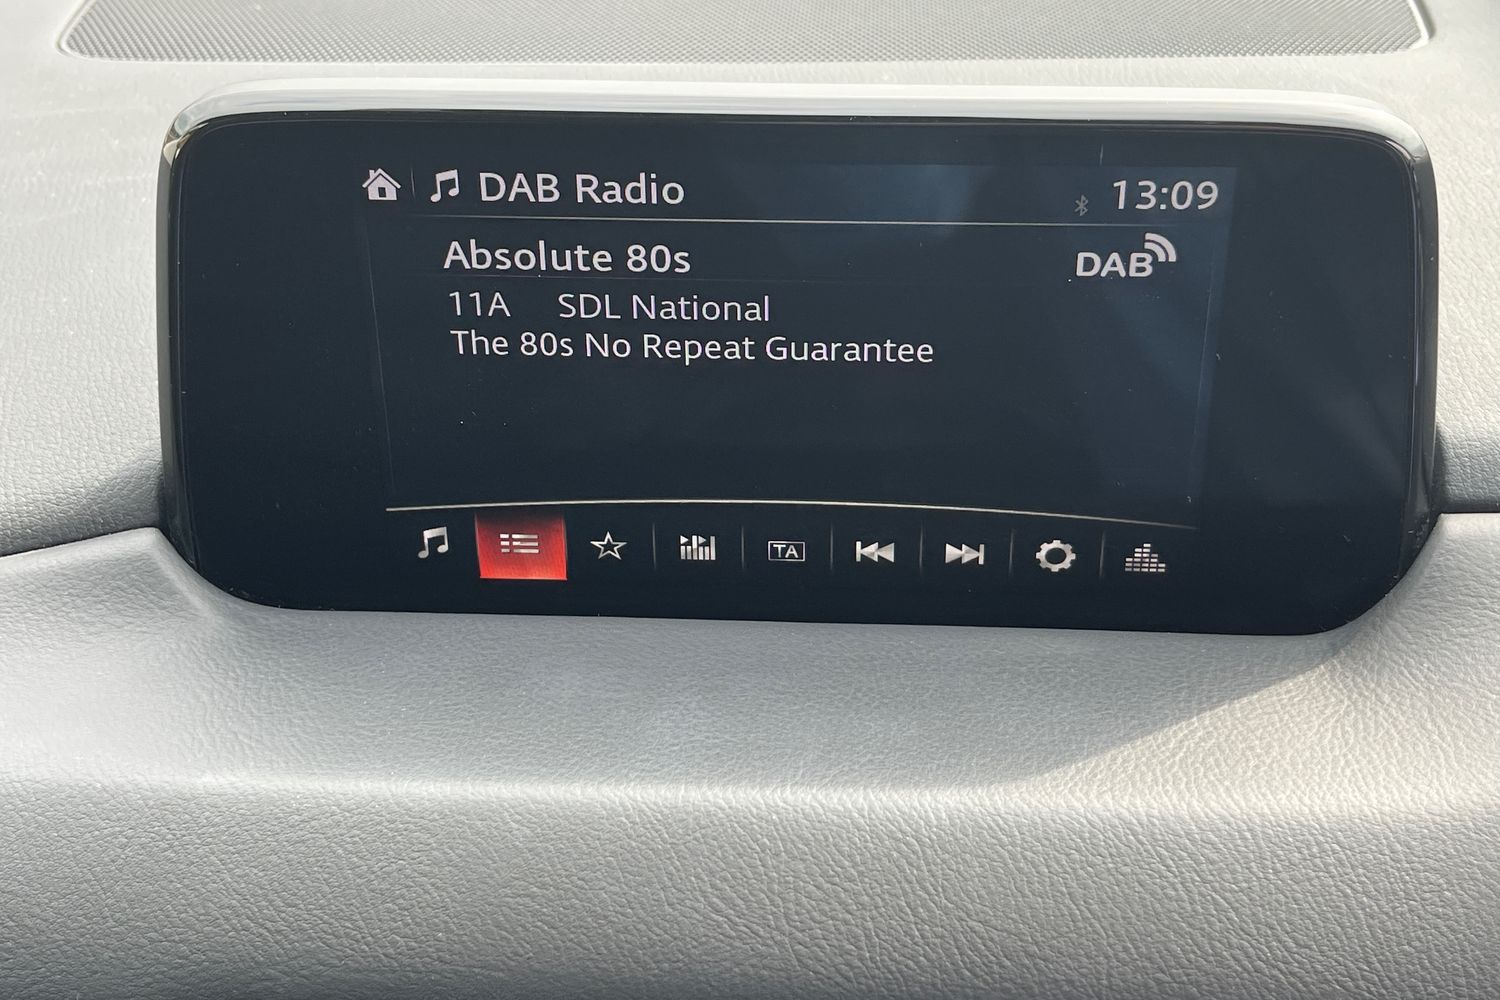 DAB Radio 13:09
Absolute 80s DAB
11A SDL National
The 80s No Repeat Guarantee
TA